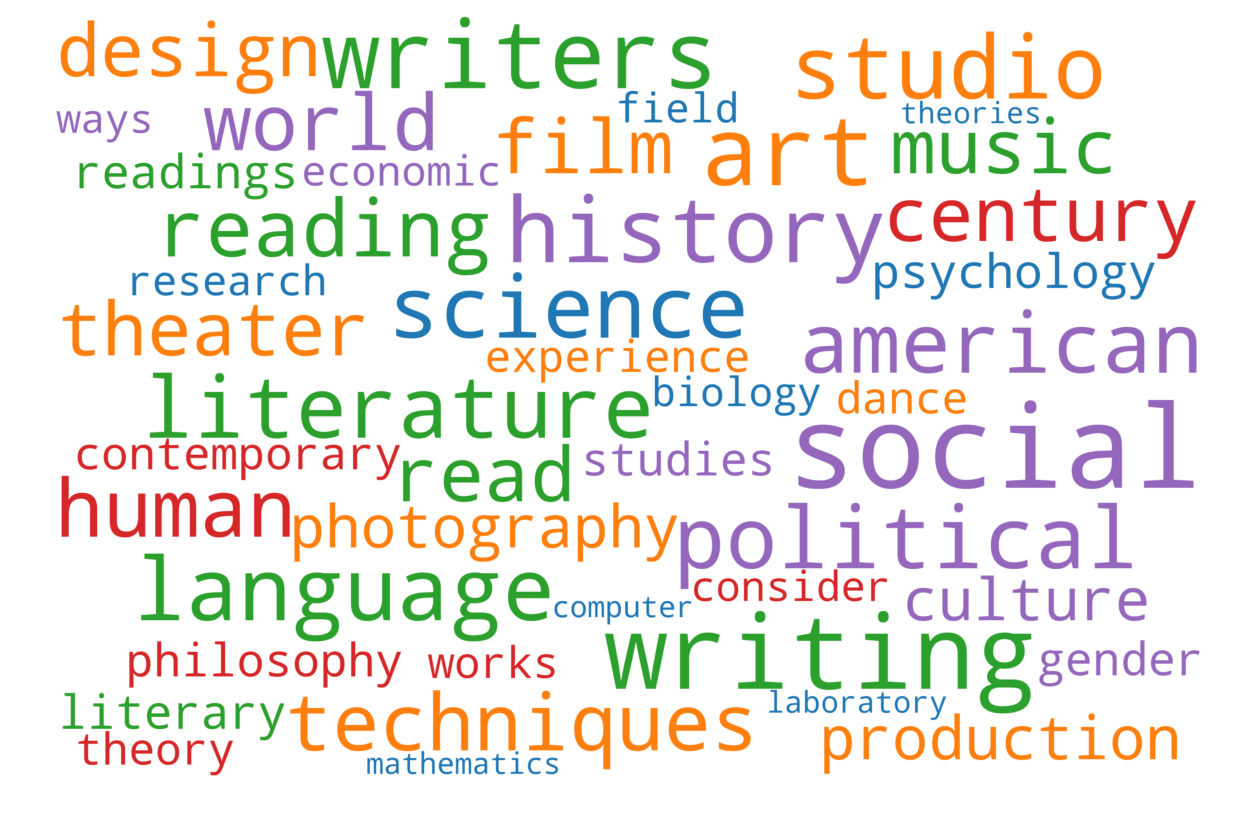 design writers studio
ways world field theories
film art music
readings economic
reading history century
research science psychology
theater experience american
literature biology dance
contemporary read studies social
human photography political
language computer consider culture
philosophy works writing gender
literary techniques laboratory
theory mathematics production